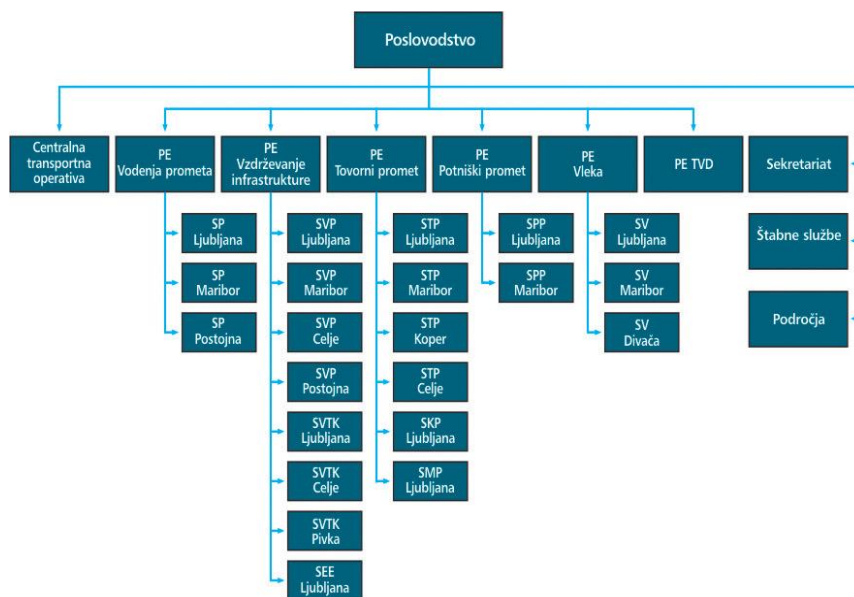 Poslovodstvo
Centralna
transportna
operativa
PE
Vodenja prometa
PE
Vzdrževanje
infrastrukture
PE
Tovorni promet
PE
Potniški promet
PE
Vleka
PE TVD
Sekretariat
SP
Ljubljana
SP
Maribor
SP
Postojna
SVP
Ljubljana
SVP
Maribor
SVP
Celje
SVP
Postojna
SVTK
Ljubljana
SVTK
Celje
SVTK
Pivka
SEE
Ljubljana
STP
Ljubljana
STP
Maribor
STP
Koper
STP
Celje
SKP
Ljubljana
SMP
Ljubljana
SPP
Ljubljana
SPP
Maribor
SV
Ljubljana
SV
Maribor
SV
Divača
Štabne službe
Področja